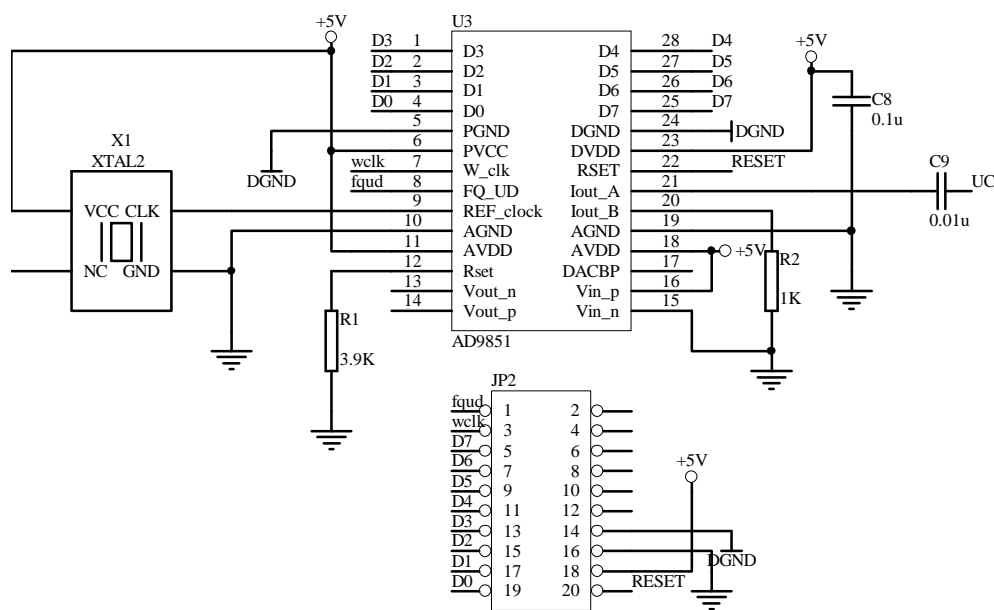 U3
+5V
D3 1 D3 D4 28 D4
D2 2 D2 D5 27 D5
D1 3 D1 D6 26 D6
D0 4 D0 D7 25 D7
5 PGND DGND 24 DGND
6 PVCC DVDD 23
wclk 7 W_clk RSET 22 RESET
fqud 8 FQ_UD Iout_A 21
9 REF_clock Iout_B 20
10 AGND AGND 19
11 AVDD AVDD 18 +5V
12 Rset DACBP 17
13 Vout_n Vin_p 16
14 Vout_p Vin_n 15
AD9851
+5V
C8
0.1u
C9
0.01u
UC
R2
1K
X1
XTAL2
VCC CLK
NC GND
DGND
R1
3.9K
JP2
fqud 1 2
wclk 3 4
D7 5 6
D6 7 8
D5 9 10
D4 11 12
D3 13 14
D2 15 16
D1 17 18
D0 19 20 RESET
+5V
DGND